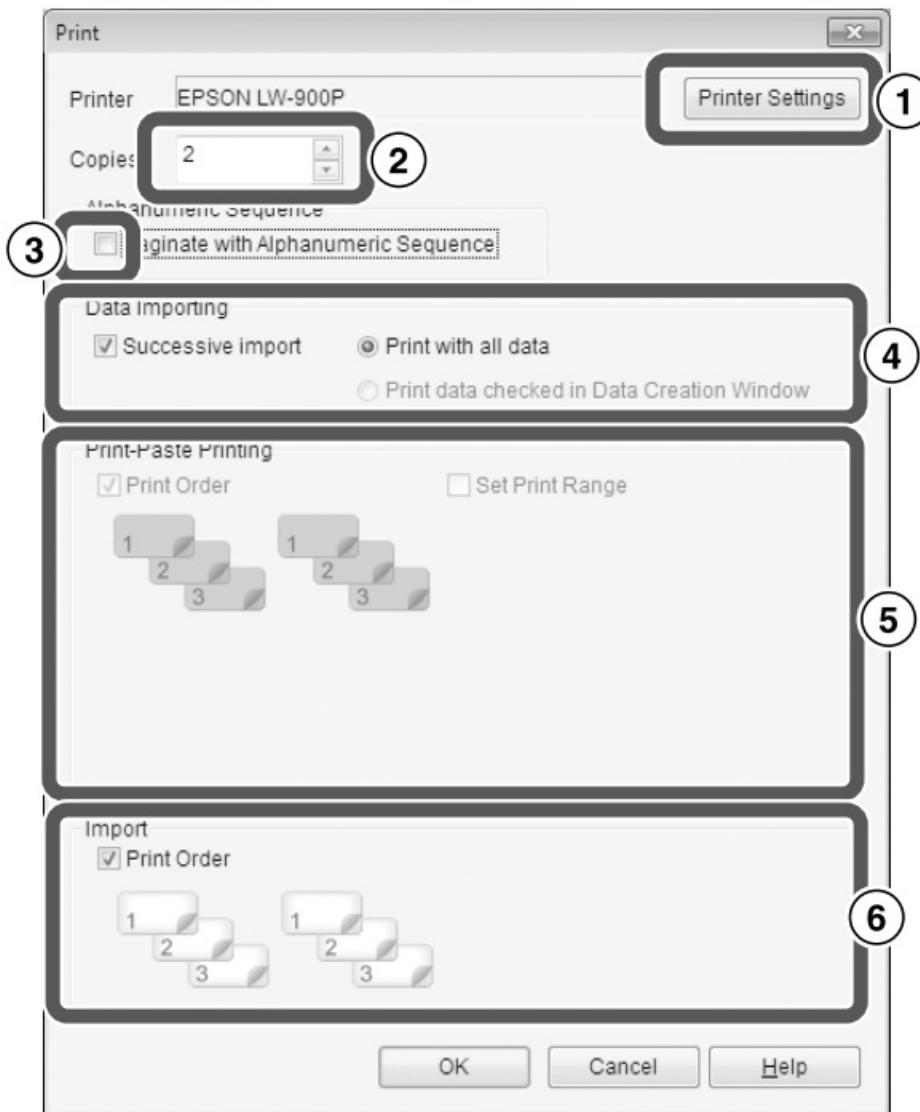 Print
Printer EPSON LW-900P Printer Settings 1
Copies 2 2
Alphanumeric Sequence
3 aginate with Alphanumeric Sequence
Data Importing
Successive import Print with all data 4
Print data checked in Data Creation Window
Print-Paste Printing
Print Order Set Print Range
1 1
2 2
3 3
5
Import
Print Order
1 1
2 2
3 3
6
OK Cancel Help